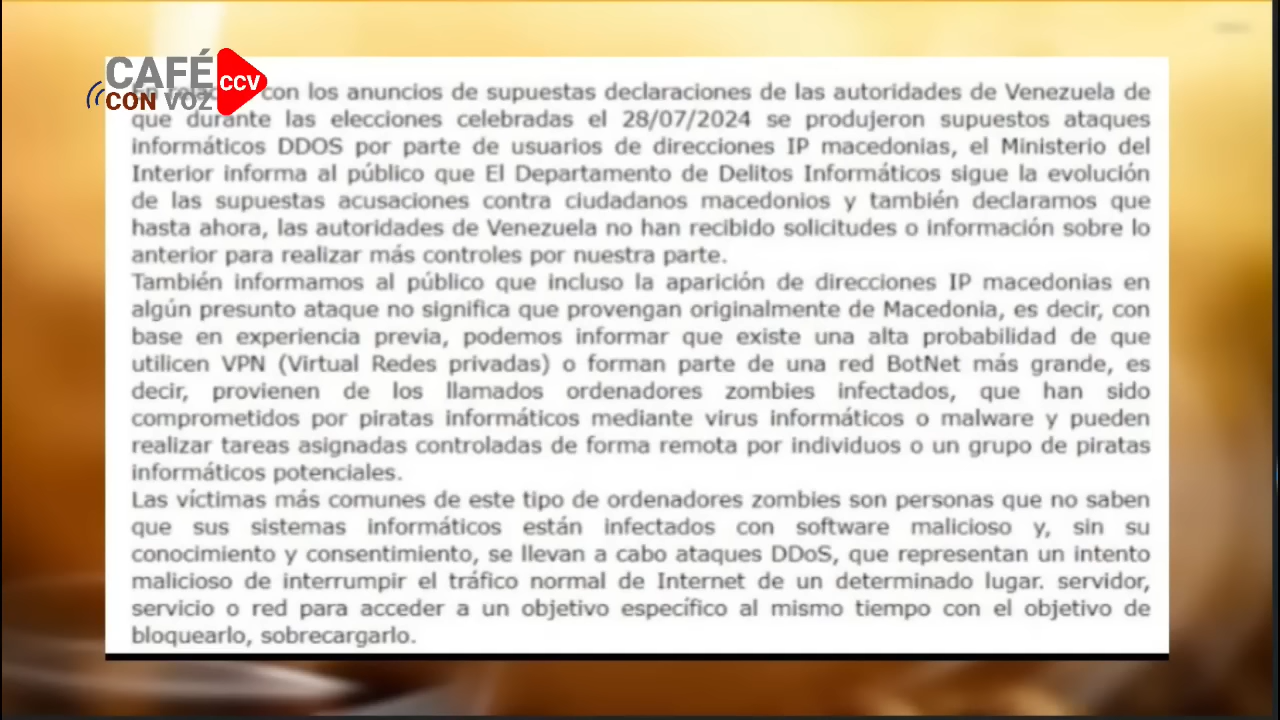 CAFÉ
CON VOZ
CCV
con los anuncios de supuestas declaraciones de las autoridades de Venezuela de
que durante las elecciones celebradas el 28/07/2024 se produjeron supuestos ataques
informáticos DDOS por parte de usuarios de direcciones IP macedonias, el Ministerio del
Interior informa al público que El Departamento de Delitos Informáticos sigue la evolución
de las supuestas acusaciones contra ciudadanos macedonios y también declaramos que
hasta ahora, las autoridades de Venezuela no han recibido solicitudes o información sobre lo
anterior para realizar más controles por nuestra parte.
También informamos al público que incluso la aparición de direcciones IP macedonias en
algún presunto ataque no significa que provengan originalmente de Macedonia, es decir, con
base en experiencia previa, podemos informar que existe una alta probabilidad de que
utilicen VPN (Virtual Redes privadas) o forman parte de una red BotNet más grande, es
decir, provienen de los llamados ordenadores zombies infectados, que han sido
comprometidos por piratas informáticos mediante virus informáticos o malware y pueden
realizar tareas asignadas controladas de forma remota por individuos o un grupo de piratas
informáticos potenciales.
Las víctimas más comunes de este tipo de ordenadores zombies son personas que no saben
que sus sistemas informáticos están infectados con software malicioso y, sin su
conocimiento y consentimiento, se llevan a cabo ataques DDoS, que representan un intento
malicioso de interrumpir el tráfico normal de Internet de un determinado lugar. servidor,
servicio o red para acceder a un objetivo específico al mismo tiempo con el objetivo de
bloquearlo, sobrecargarlo.